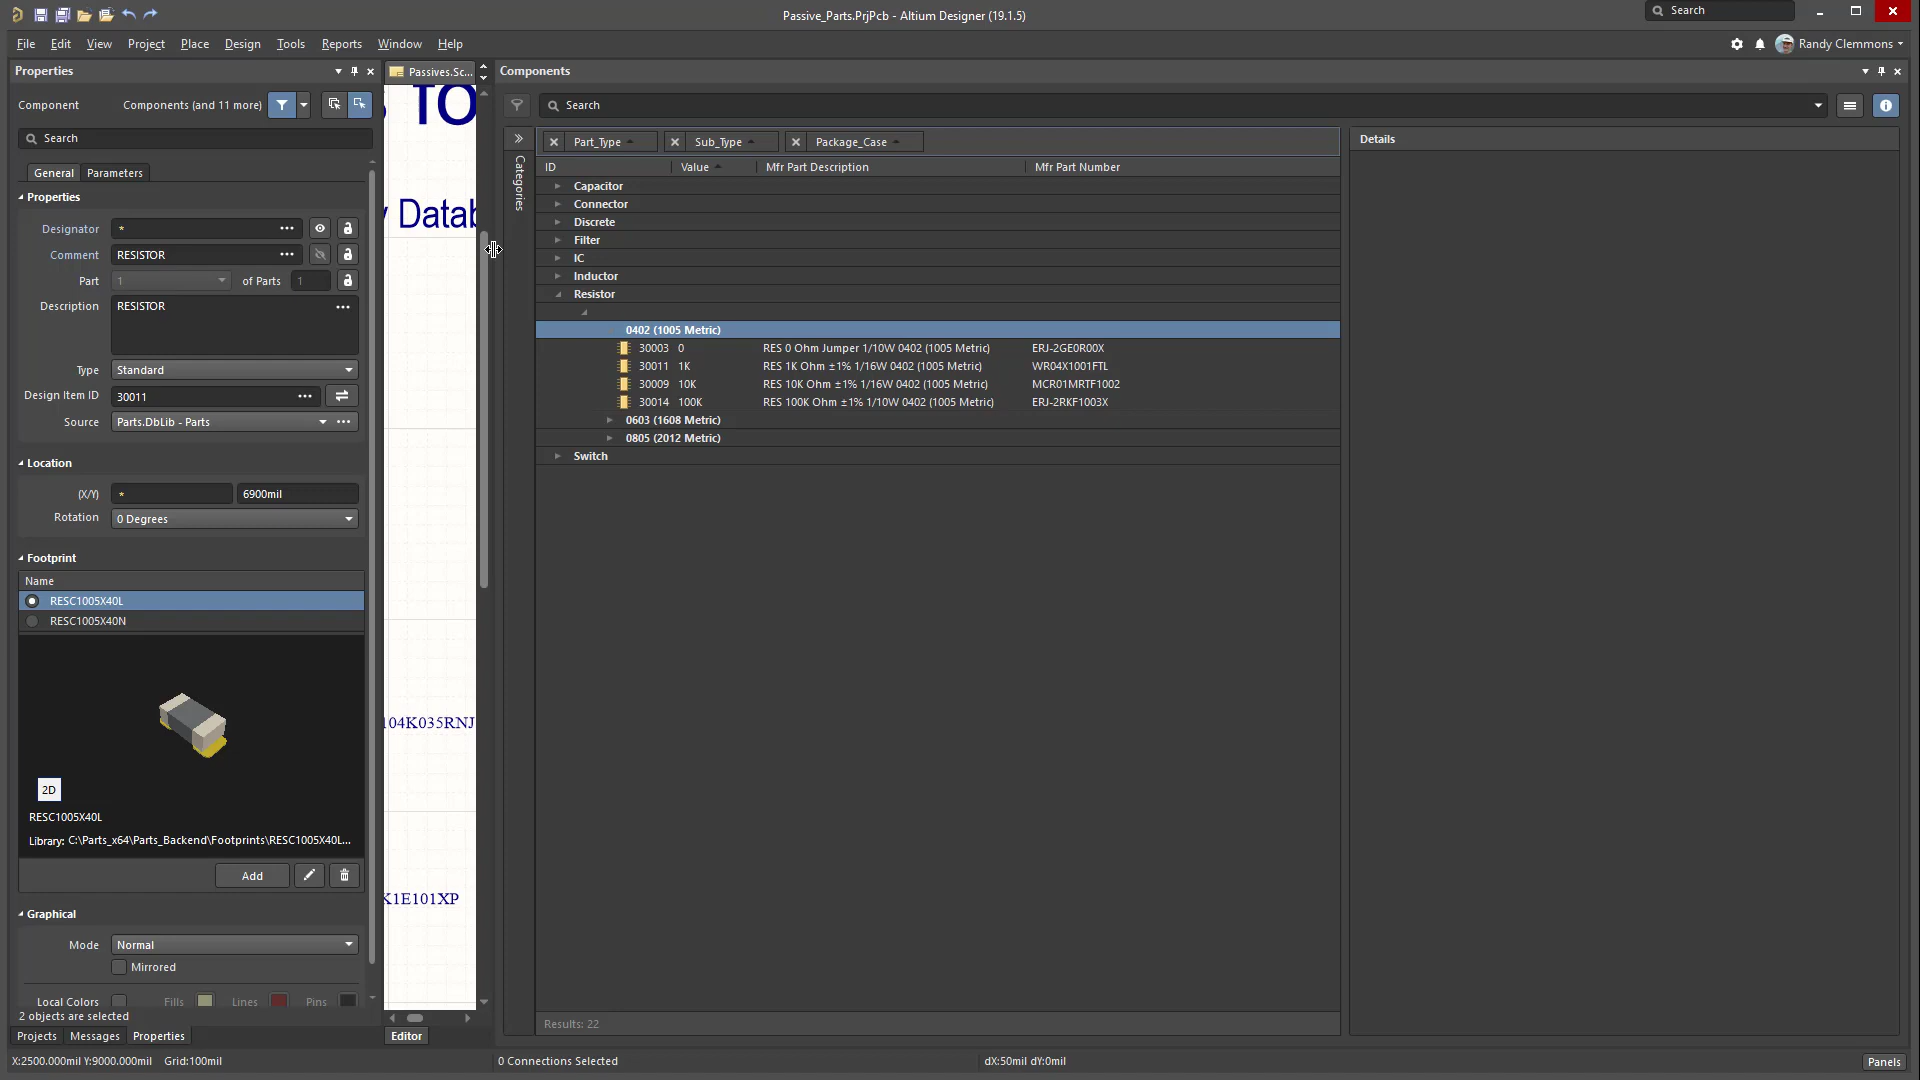 Passive_Parts.PrjPcb - Altium Designer (19.1.5)
Search
File Edit View Project Place Design Tools Reports Window Help
Randy Clemmons
Properties
Component Components (and 11 more)
Search
General Parameters
Properties
Designator * •••
Comment RESISTOR •••
Part 1 of Parts 1
Description RESISTOR •••
Type Standard
Design Item ID 30011 •••
Source Parts.DbLib - Parts •••
Location
(X/Y) * 6900mil
Rotation 0 Degrees
Footprint
Name
RESC1005X40L
RESC1005X40N
2D
RESC1005X40L
Library: C:\Parts_x64\Parts_Backend\Footprints\RESC1005X40L...
Add
Graphical
Mode Normal
Mirrored
Local Colors Fills Lines Pins
2 objects are selected
Projects Messages Properties
Passives.Sc...
TO
Datab
104K035RNJ
K1E101XP
Editor
Components
Search
Categories
Part_Type Sub_Type Package_Case
ID Value Mfr Part Description Mfr Part Number
Capacitor
Connector
Discrete
Filter
IC
Inductor
Resistor
0402 (1005 Metric)
30003 0 RES 0 Ohm Jumper 1/10W 0402 (1005 Metric) ERJ-2GE0R00X
30011 1K RES 1K Ohm ±1% 1/16W 0402 (1005 Metric) WR04X1001FTL
30009 10K RES 10K Ohm ±1% 1/16W 0402 (1005 Metric) MCR01MRTF1002
30014 100K RES 100K Ohm ±1% 1/10W 0402 (1005 Metric) ERJ-2RKF1003X
0603 (1608 Metric)
0805 (2012 Metric)
Switch
Results: 22
Details
X:2500.000mil Y:9000.000mil Grid:100mil
0 Connections Selected
dX:50mil dY:0mil
Panels